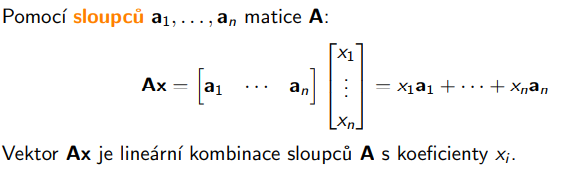 Pomocí sloupců a₁, . . . , aₙ matice A:
Ax = [a₁ ⋯ aₙ] [x₁ ⋮ xₙ] = x₁a₁ + ⋯ + xₙaₙ
Vektor Ax je lineární kombinace sloupců A s koeficienty xᵢ.